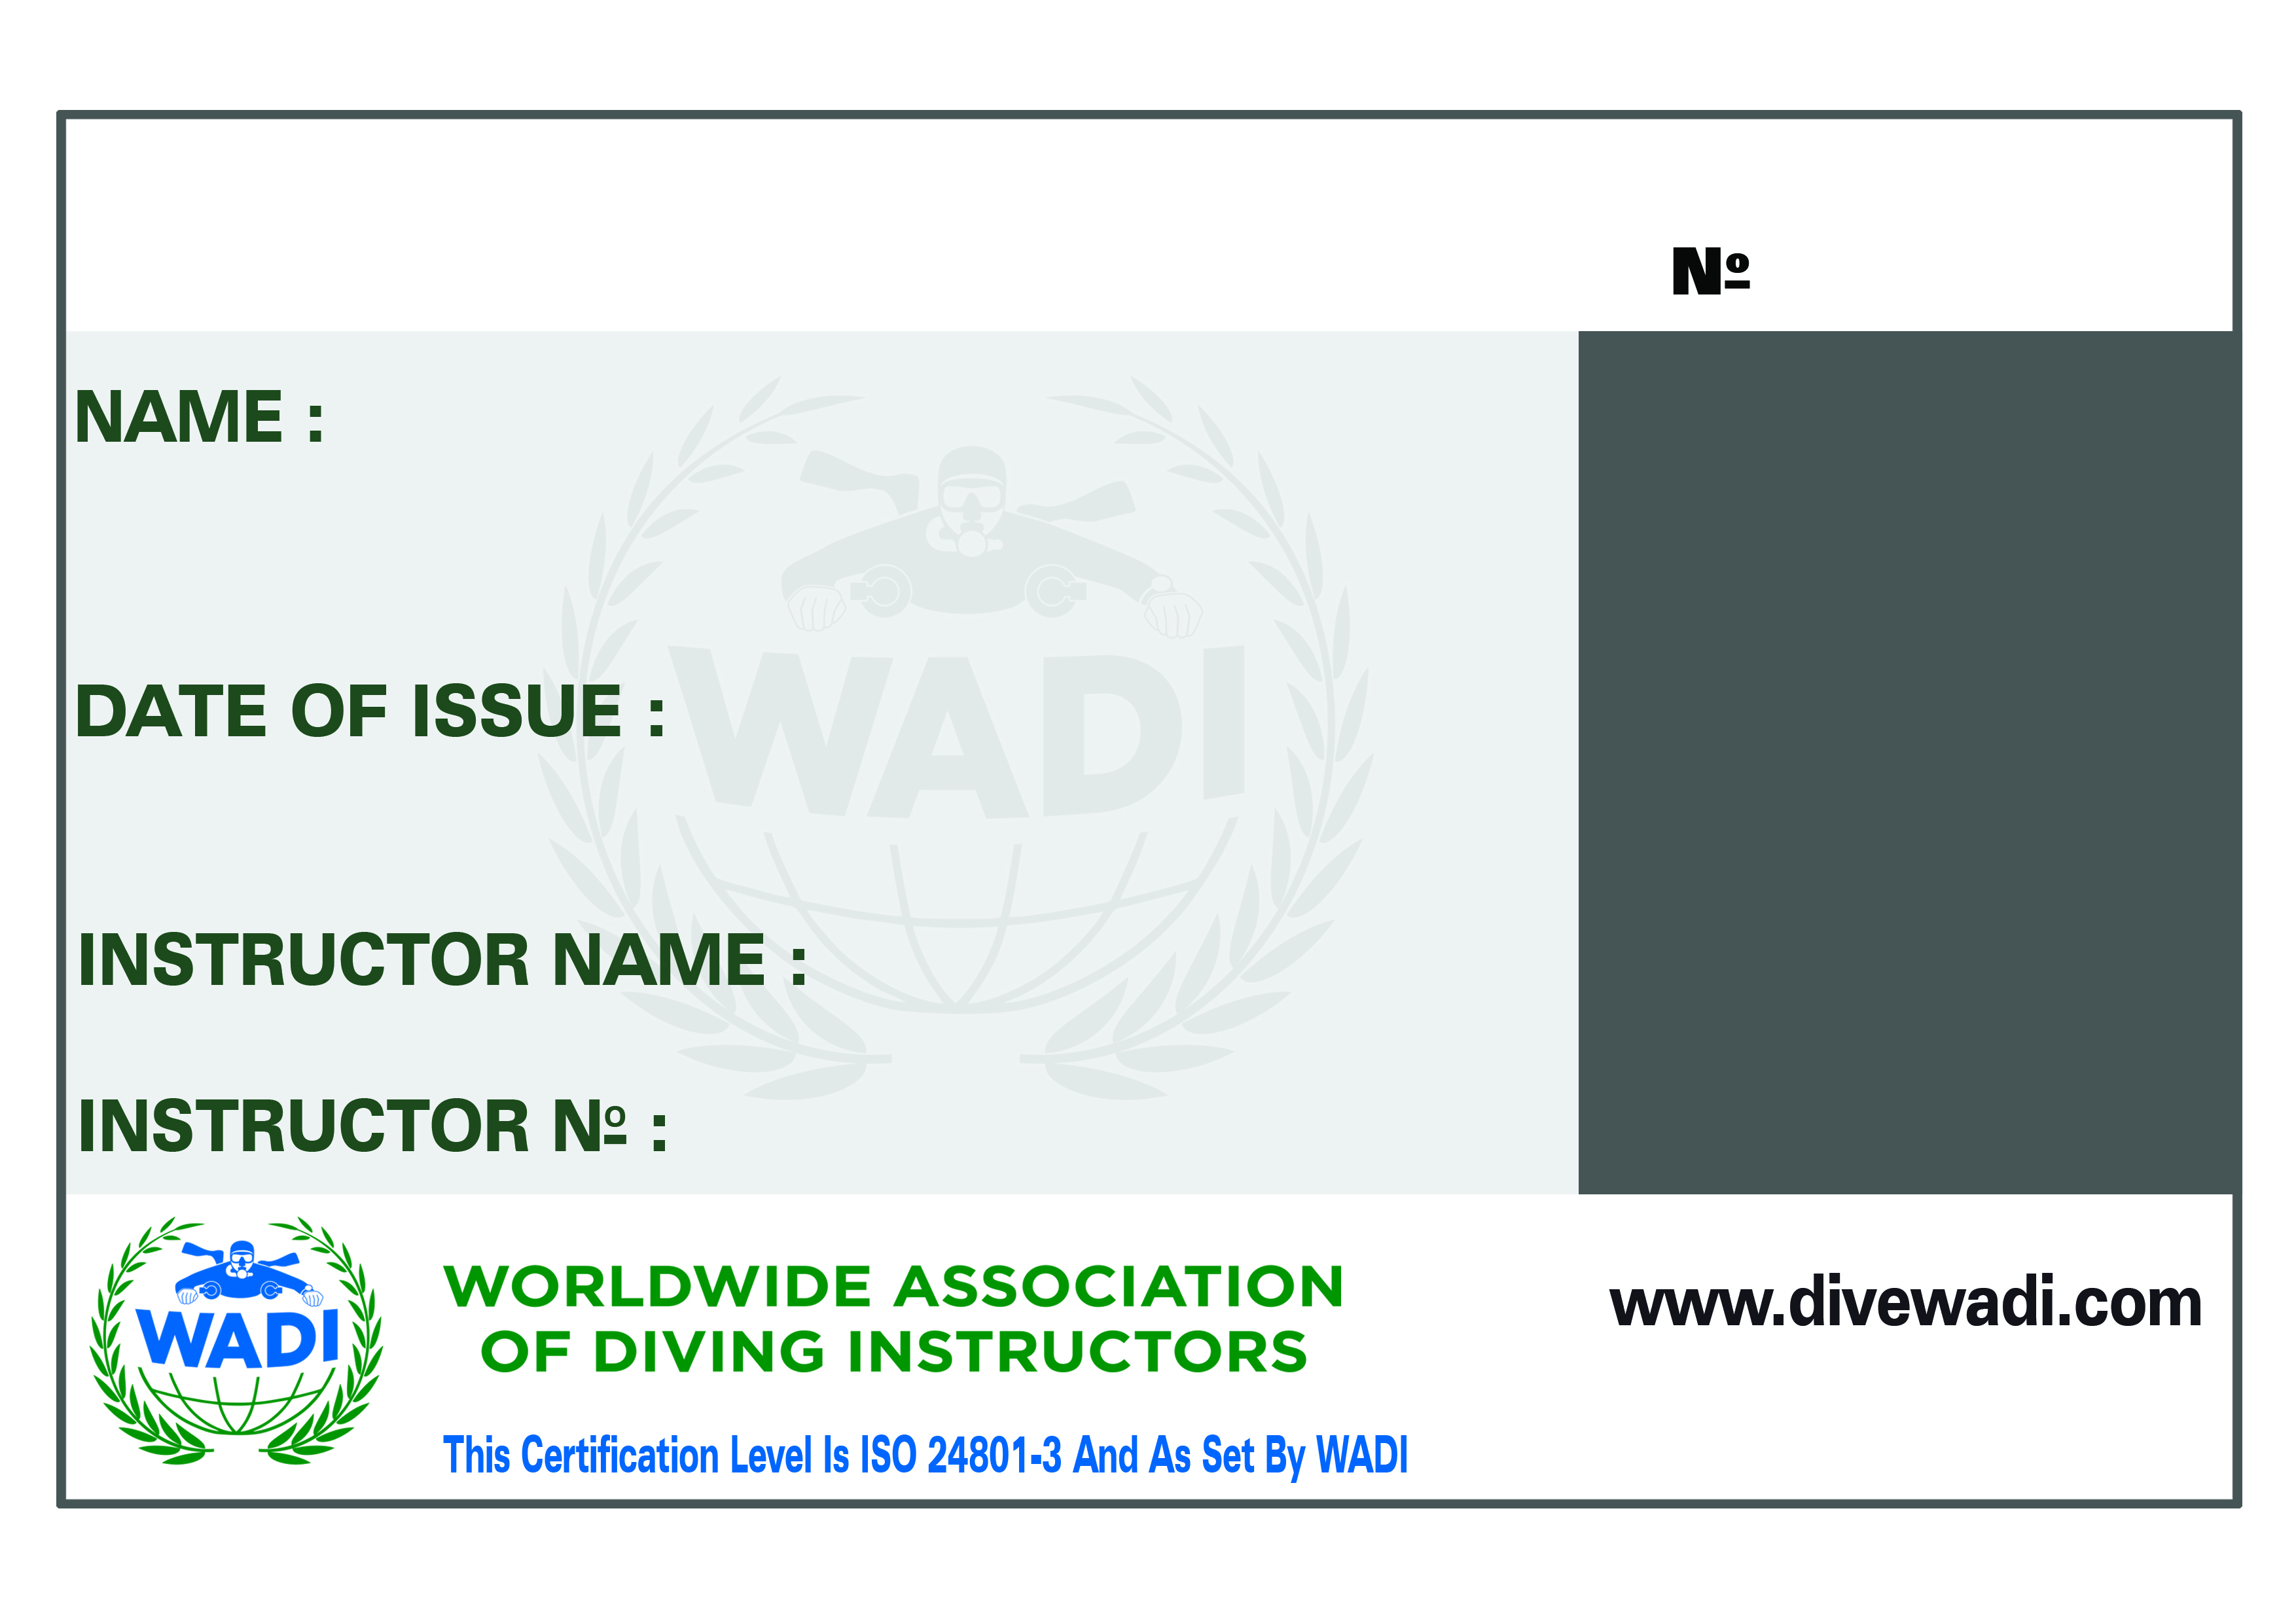 Nº
NAME :
WADI
DATE OF ISSUE :
INSTRUCTOR NAME :
INSTRUCTOR Nº :
WADI
WORLDWIDE ASSOCIATION
OF DIVING INSTRUCTORS
www.divewadi.com
This Certification Level Is ISO 24801-3 And As Set By WADI